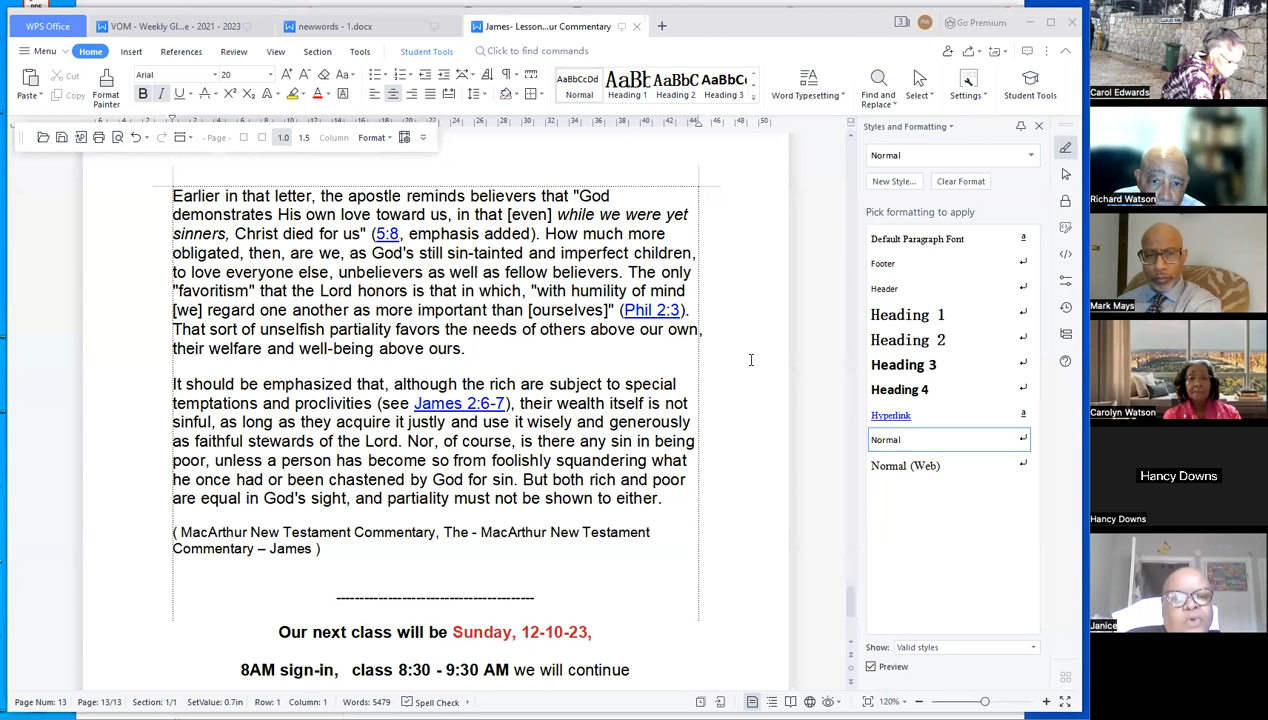 WPS Office
VOM - Weekly Gl...e - 2021 - 2023
newwords - 1.docx
James- Lesson...ur Commentary
Go Premium
Menu
Home
Insert
References
Review
View
Section
Tools
Student Tools
Click to find commands
Paste
Cut
Copy
Format Painter
Arial
20
AaBbCcDd
Normal
AaBb
Heading 1
AaBbC
Heading 2
AaBbCc
Heading 3
Word Typesetting
Find and Replace
Select
Settings
Student Tools
- Page -
1.0
1.5
Column
Format
Earlier in that letter, the apostle reminds believers that "God
demonstrates His own love toward us, in that [even] while we were yet
sinners, Christ died for us" (5:8, emphasis added). How much more
obligated, then, are we, as God's still sin-tainted and imperfect children,
to love everyone else, unbelievers as well as fellow believers. The only
"favoritism" that the Lord honors is that in which, "with humility of mind
[we] regard one another as more important than [ourselves]" (Phil 2:3).
That sort of unselfish partiality favors the needs of others above our own,
their welfare and well-being above ours.
It should be emphasized that, although the rich are subject to special
temptations and proclivities (see James 2:6-7), their wealth itself is not
sinful, as long as they acquire it justly and use it wisely and generously
as faithful stewards of the Lord. Nor, of course, is there any sin in being
poor, unless a person has become so from foolishly squandering what
he once had or been chastened by God for sin. But both rich and poor
are equal in God's sight, and partiality must not be shown to either.
( MacArthur New Testament Commentary, The - MacArthur New Testament
Commentary – James )
-------------------------------------------
Our next class will be Sunday, 12-10-23,
8AM sign-in, class 8:30 - 9:30 AM we will continue
Styles and Formatting
Normal
New Style...
Clear Format
Pick formatting to apply
Default Paragraph Font
Footer
Header
Heading 1
Heading 2
Heading 3
Heading 4
Hyperlink
Normal
Normal (Web)
Show: Valid styles
Preview
Page Num: 13
Page: 13/13
Section: 1/1
SetValue: 0.7in
Row: 1
Column: 1
Words: 5479
Spell Check
120%
Carol Edwards
Richard Watson
Mark Mays
Carolyn Watson
Hancy Downs
Hancy Downs
Janice